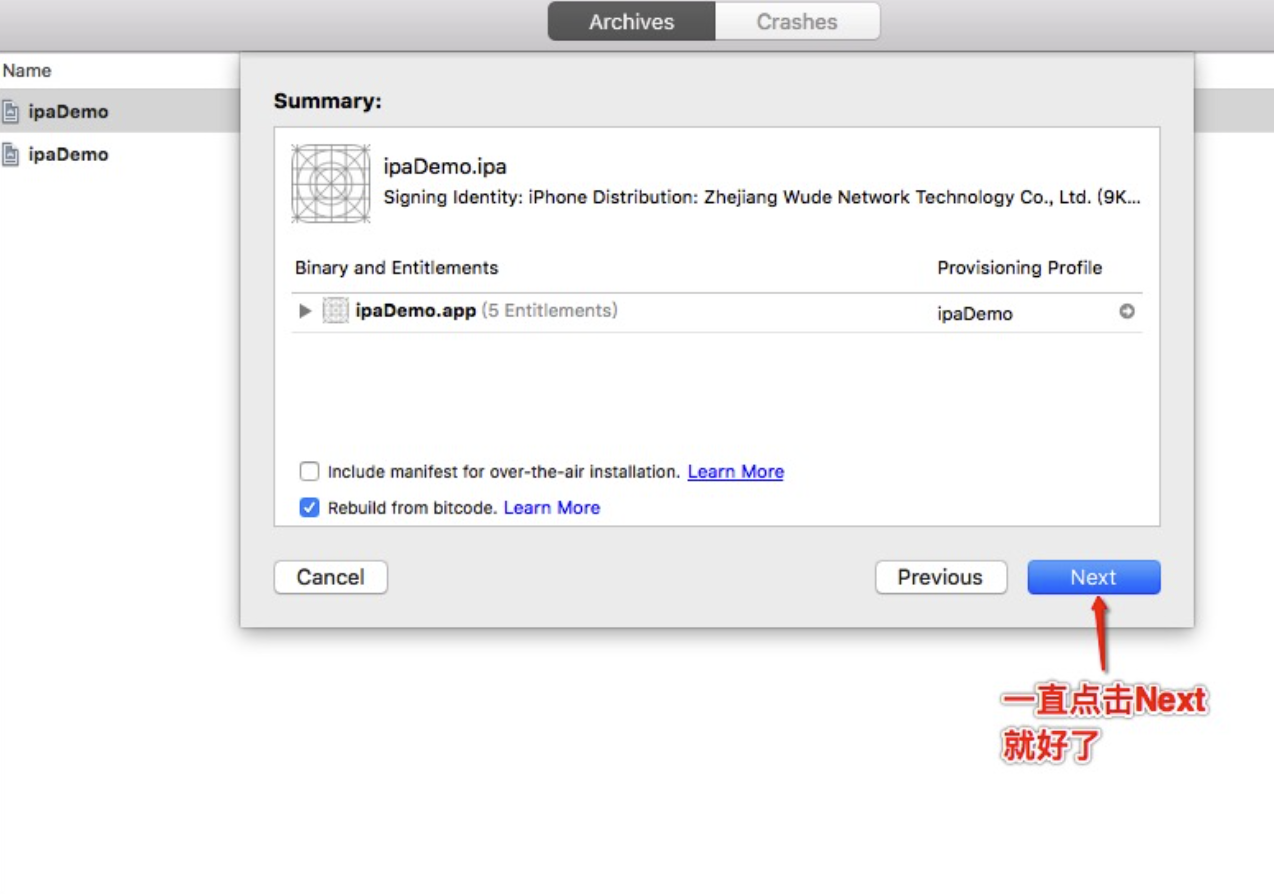 Archives
Crashes
Name
ipaDemo
ipaDemo
Summary:
ipaDemo.ipa
Signing Identity: iPhone Distribution: Zhejiang Wude Network Technology Co., Ltd. (9K...
Binary and Entitlements
Provisioning Profile
ipaDemo.app (5 Entitlements)
ipaDemo
Include manifest for over-the-air installation. Learn More
Rebuild from bitcode. Learn More
Cancel
Previous
Next
一直点击Next
就好了